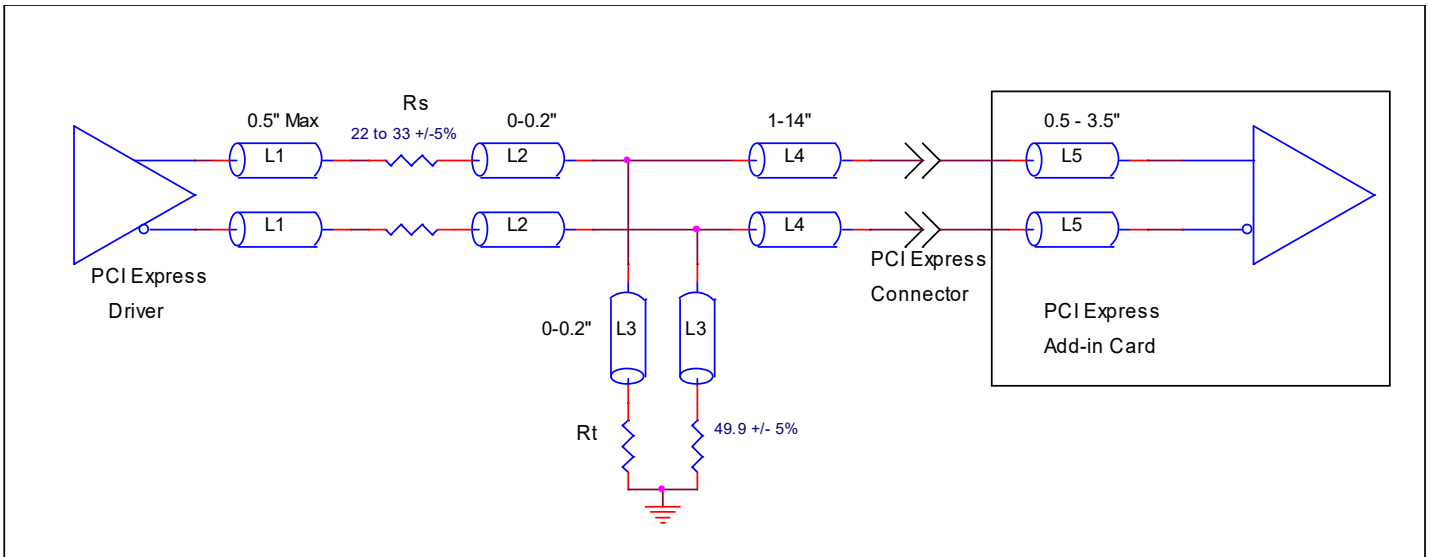 Rs
0.5" Max
22 to 33 +/-5%
0-0.2"
1-14"
0.5 - 3.5"
L1
L2
L4
L5
L1
L2
L4
L5
PCI Express
Driver
PCI Express
Connector
PCI Express
Add-in Card
0-0.2"
L3
L3
Rt
49.9 +/- 5%